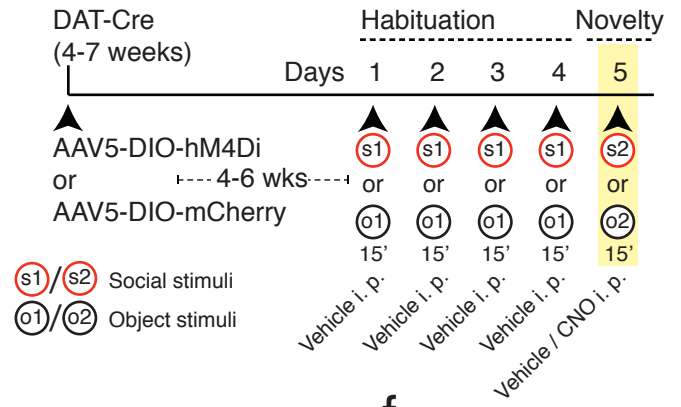 DAT-Cre
(4-7 weeks)
Habituation Novelty
Days 1 2 3 4 5
AAV5-DIO-hM4Di
or
AAV5-DIO-mCherry
4-6 wks
s1 s1 s1 s1 s2
or or or or or
o1 o1 o1 o1 o2
15’ 15’ 15’ 15’ 15’
Vehicle i. p.
Vehicle i. p.
Vehicle i. p.
Vehicle i. p.
Vehicle / CNO i. p.
s1/s2 Social stimuli
o1/o2 Object stimuli
f